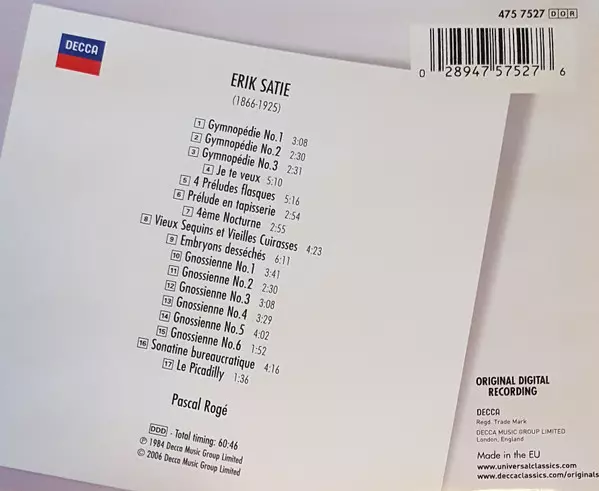 475 7527 DDR
0 28947 57527 6
DECCA
ERIK SATIE
(1866-1925)
1 Gymnopédie No.1 3:08
2 Gymnopédie No.2 2:30
3 Gymnopédie No.3 2:31
4 Je te veux 5:10
5 4 Préludes flasques 5:16
6 Prélude en tapisserie 2:54
7 4ème Nocturne 2:55
8 Vieux Sequins et Vieilles Cuirasses 4:23
9 Embryons desséchés 6:11
10 Gnossienne No.1 3:41
11 Gnossienne No.2 2:30
12 Gnossienne No.3 3:08
13 Gnossienne No.4 3:29
14 Gnossienne No.5 4:02
15 Gnossienne No.6 1:52
16 Sonatine bureaucratique 4:16
17 Le Picadilly 1:36
Pascal Rogé
DDD - Total timing: 60:46
℗ 1984 Decca Music Group Limited
© 2006 Decca Music Group Limited
ORIGINAL DIGITAL
RECORDING
DECCA
Regd. Trade Mark
DECCA MUSIC GROUP LIMITED
London, England
Made in the EU
www.universalclassics.com
www.deccaclassics.com/originals